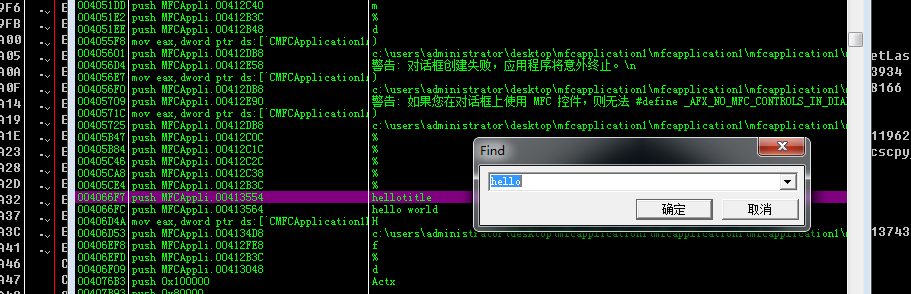 9F6 E 004051DD push MFCAppli.00412C40 m
004051E2 push MFCAppli.00412B3C %
9FB E 004051EE push MFCAppli.00412B48 d
A00 E 004055F8 mov eax,dword ptr ds:[`CMFCApplication1/)
A05 E 00405601 push MFCAppli.00412DB8 c:\users\administrator\desktop\mfcapplication1\mfcapplication1\mfcapplication1\ etLas
A0A E 004056D4 push MFCAppli.00412E58 警告: 对话框创建失败，应用程序将意外终止。\n 3934
004056E7 mov eax,dword ptr ds:[`CMFCApplication1/)
A0F E 004056F0 push MFCAppli.00412DB8 c:\users\administrator\desktop\mfcapplication1\mfcapplication1\mfcapplication1\ B166
A14 E 00405709 push MFCAppli.00412E90 警告: 如果您在对话框上使用 MFC 控件，则无法 #define _AFX_NO_MFC_CONTROLS_IN_DIA
0040571C mov eax,dword ptr ds:[`CMFCApplication1/)
A19 E 00405725 push MFCAppli.00412DB8 c:\users\administrator\desktop\mfcapplication1\mfcapplication1\mfcapplication1\
A1E E 00405B47 push MFCAppli.00412C0C % 11962
A23 E 00405B84 push MFCAppli.00412C1C % cscpy
A28 E 00405C46 push MFCAppli.00412C2C %
00405CA8 push MFCAppli.00412C38 %
A2D E 00405CE4 push MFCAppli.00412B3C %
A32 E 004066F7 push MFCAppli.00413554 hellotitle
A37 E 004066FC push MFCAppli.00413564 hello world
00406D4A mov eax,dword ptr ds:[`CMFCApplication1/M
A3C E 00406D53 push MFCAppli.004134D8 c:\users\administrator\desktop\mfcapplication1\mfcapplication1\mfcapplication1\ 13743
A41 E 00406EF8 push MFCAppli.00412FE8 f
00406EFD push MFCAppli.00412B3C %
A46 C 00406F09 push MFCAppli.00413048 d
A47 C 004076B3 push 0x100000 Actx
00407B93 push 0x80000
Find
hello
确定 取消